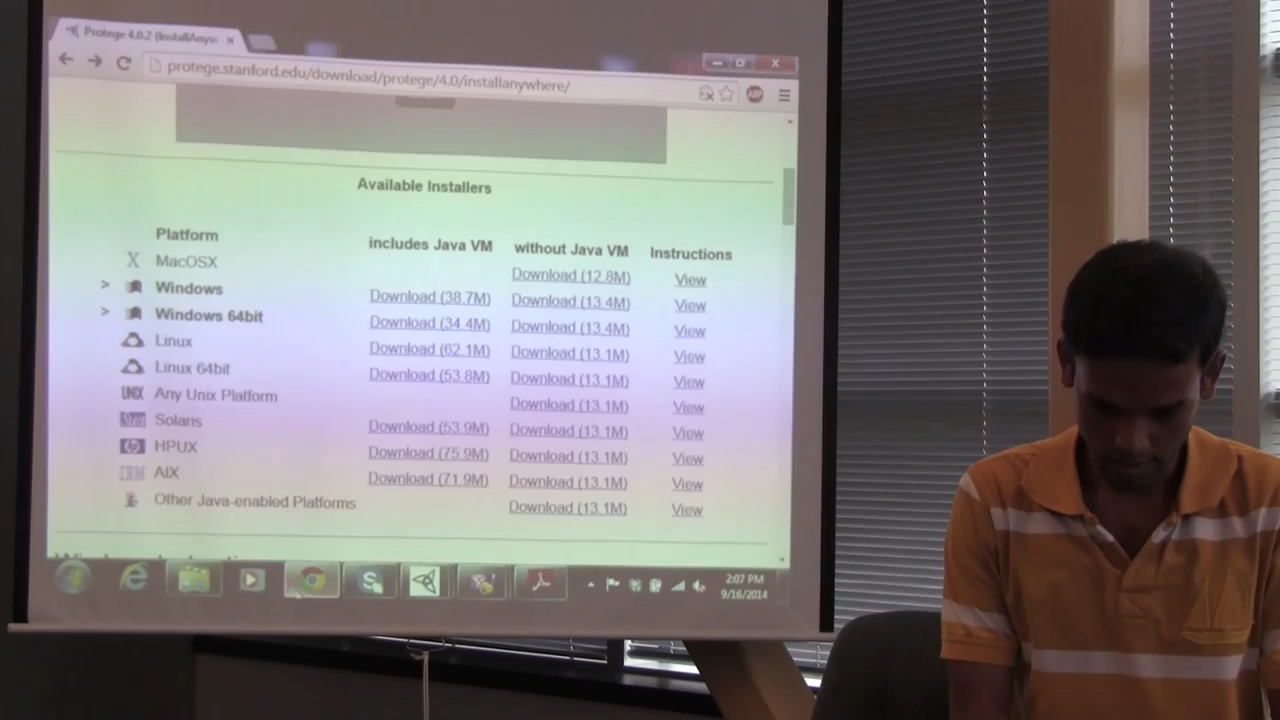 Protege 4.0.2 (InstallAnyw
protege.stanford.edu/download/protege/4.0/installanywhere/
ABP
Available Installers
Platform includes Java VM without Java VM Instructions
X MacOSX Download (12.8M) View
> Windows Download (38.7M) Download (13.4M) View
> Windows 64bit Download (34.4M) Download (13.4M) View
Linux Download (62.1M) Download (13.1M) View
Linux 64bit Download (53.8M) Download (13.1M) View
UNIX Any Unix Platform Download (13.1M) View
Solaris Download (53.9M) Download (13.1M) View
hp HPUX Download (75.9M) Download (13.1M) View
IBM AIX Download (71.9M) Download (13.1M) View
Other Java-enabled Platforms Download (13.1M) View
2:07 PM
9/16/2014